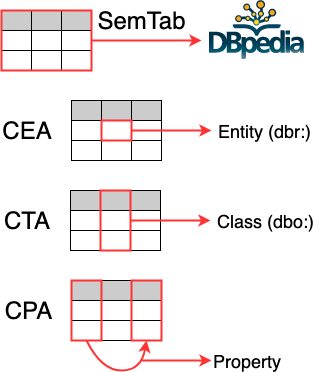 SemTab
DBpedia
CEA
Entity (dbr:)
CTA
Class (dbo:)
CPA
Property